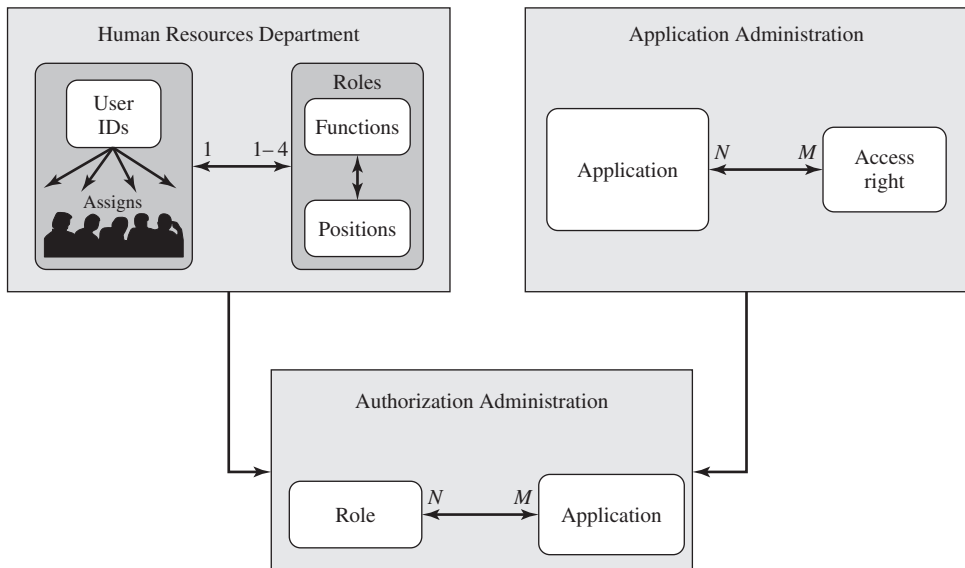 Human Resources Department
User
IDs
Assigns
1
1–4
Roles
Functions
Positions
Application Administration
Application
N
M
Access
right
Authorization Administration
Role
N
M
Application